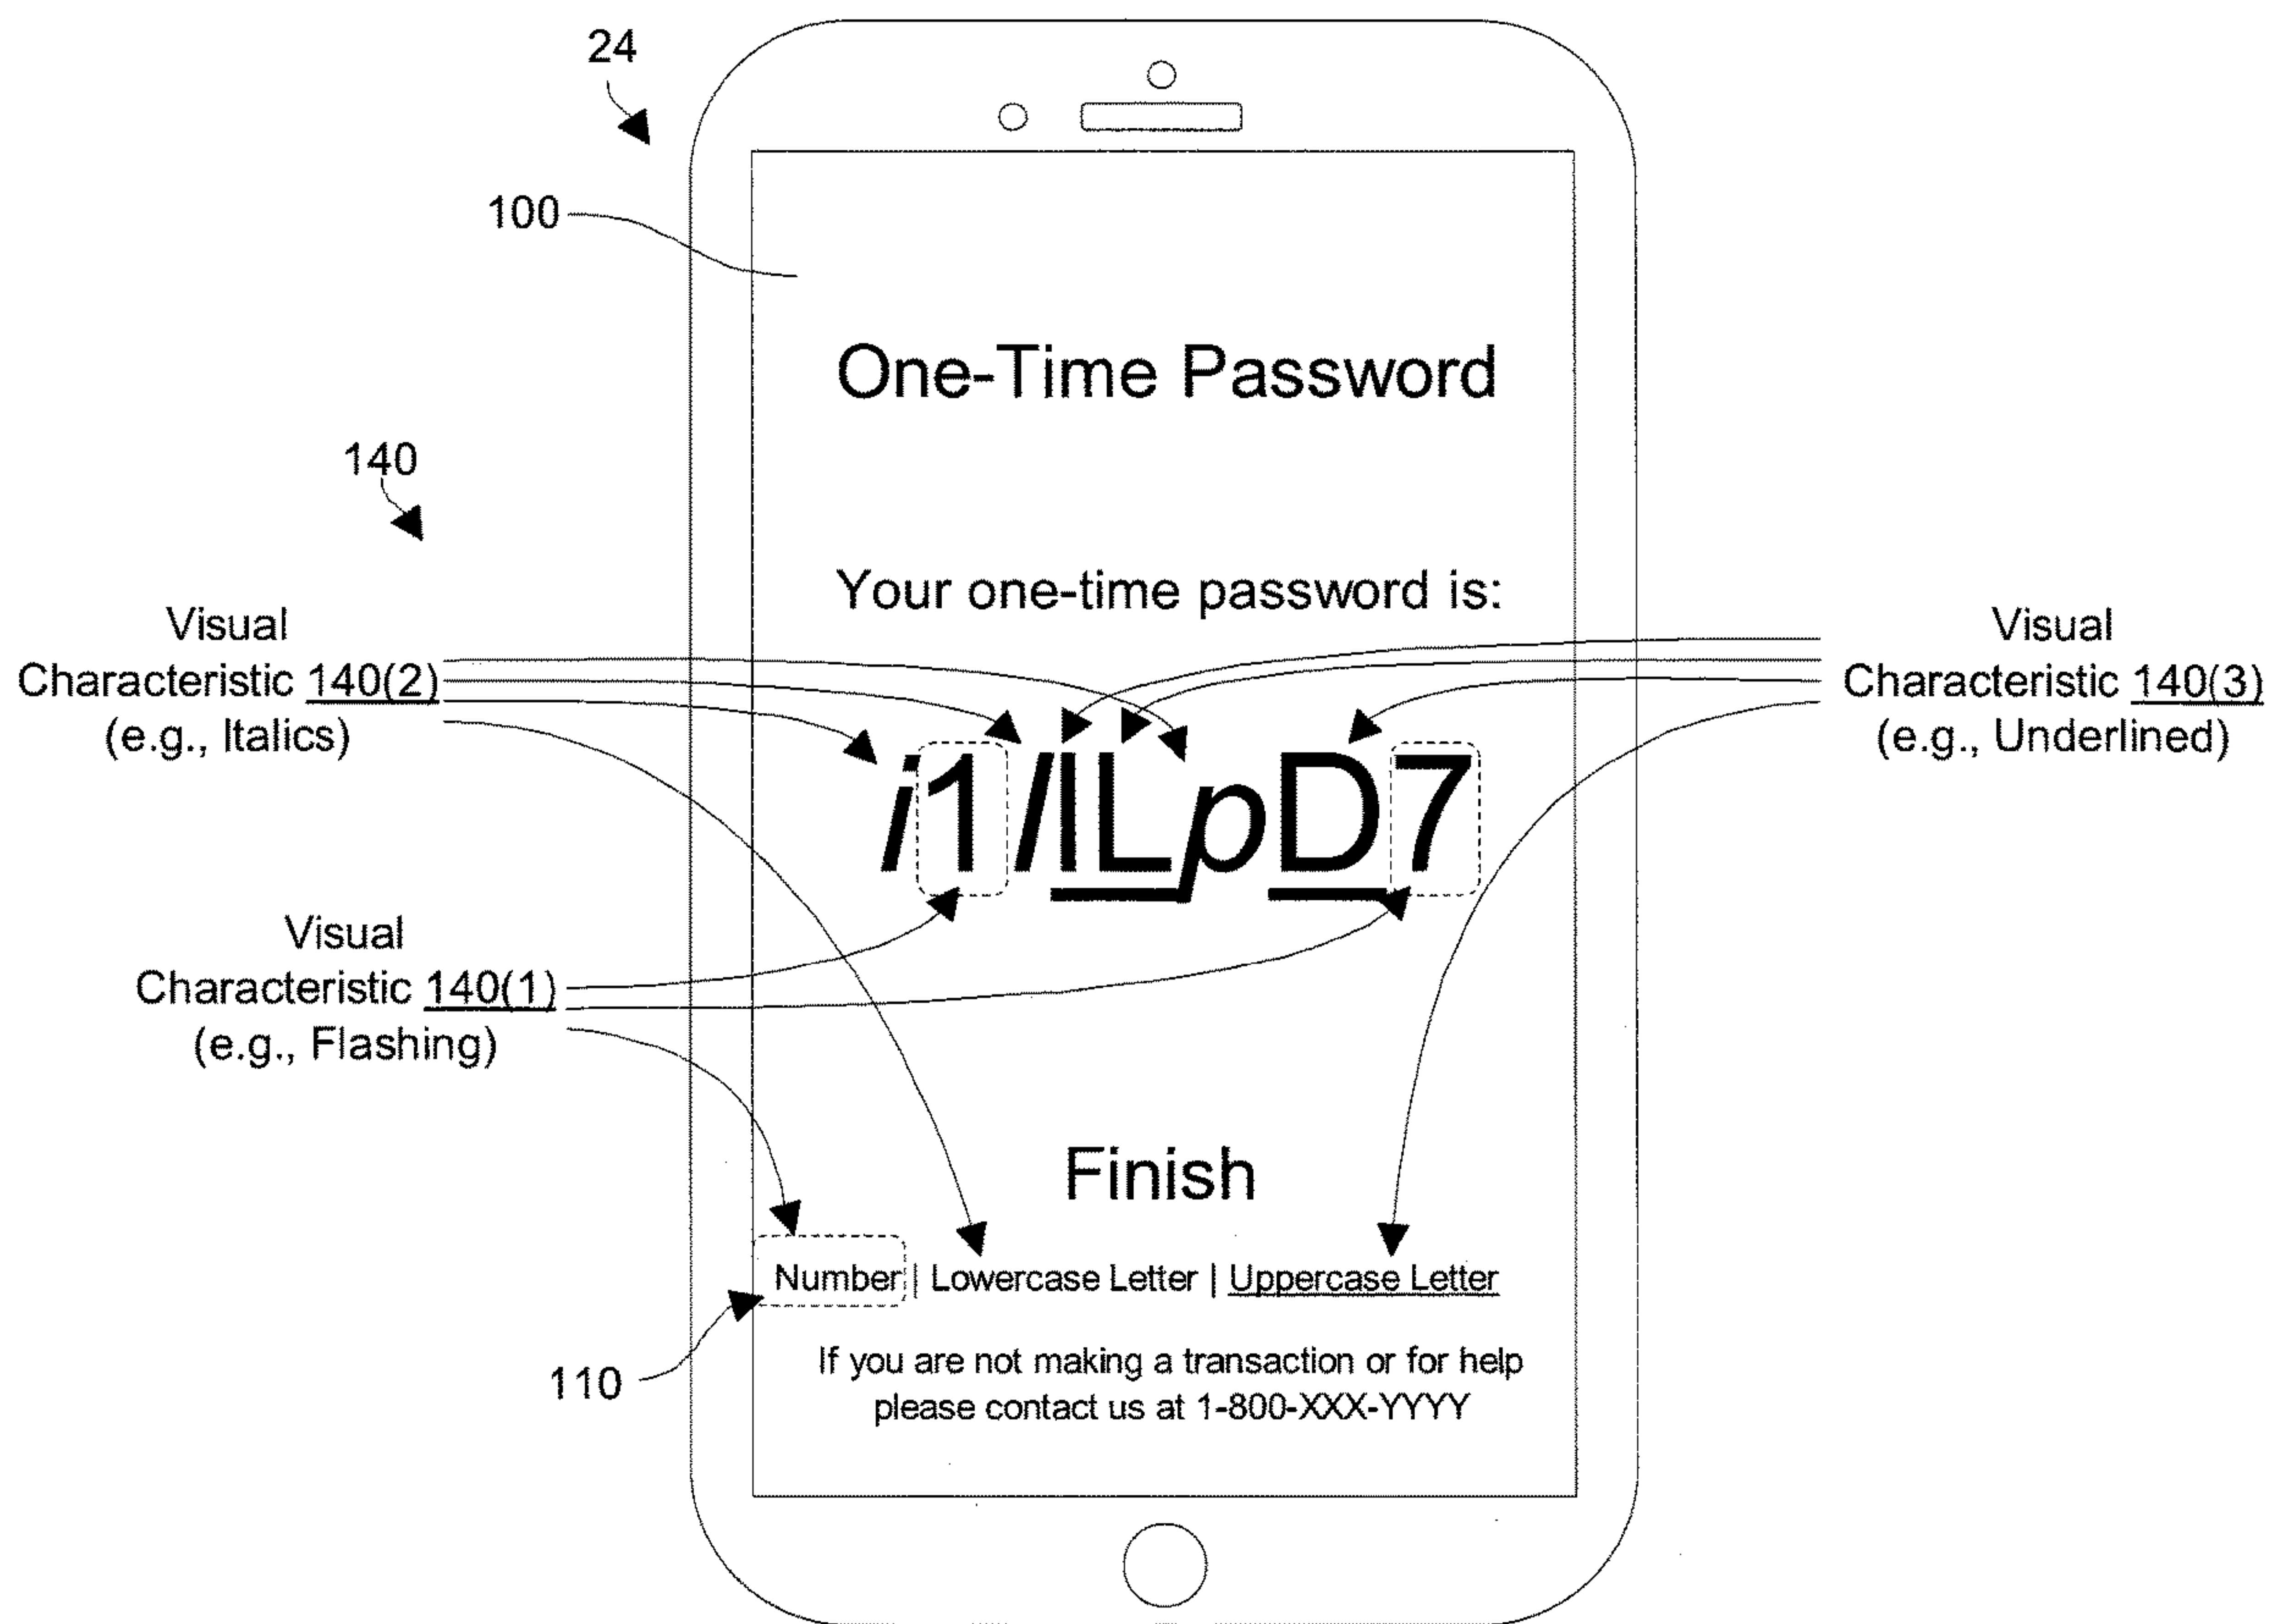 24
100
One-Time Password
140
Your one-time password is:
Visual
Characteristic 140(2)
(e.g., Italics)
Visual
Characteristic 140(3)
(e.g., Underlined)
i1lILpD7
Visual
Characteristic 140(1)
(e.g., Flashing)
Finish
Number | Lowercase Letter | Uppercase Letter
110
If you are not making a transaction or for help
please contact us at 1-800-XXX-YYYY